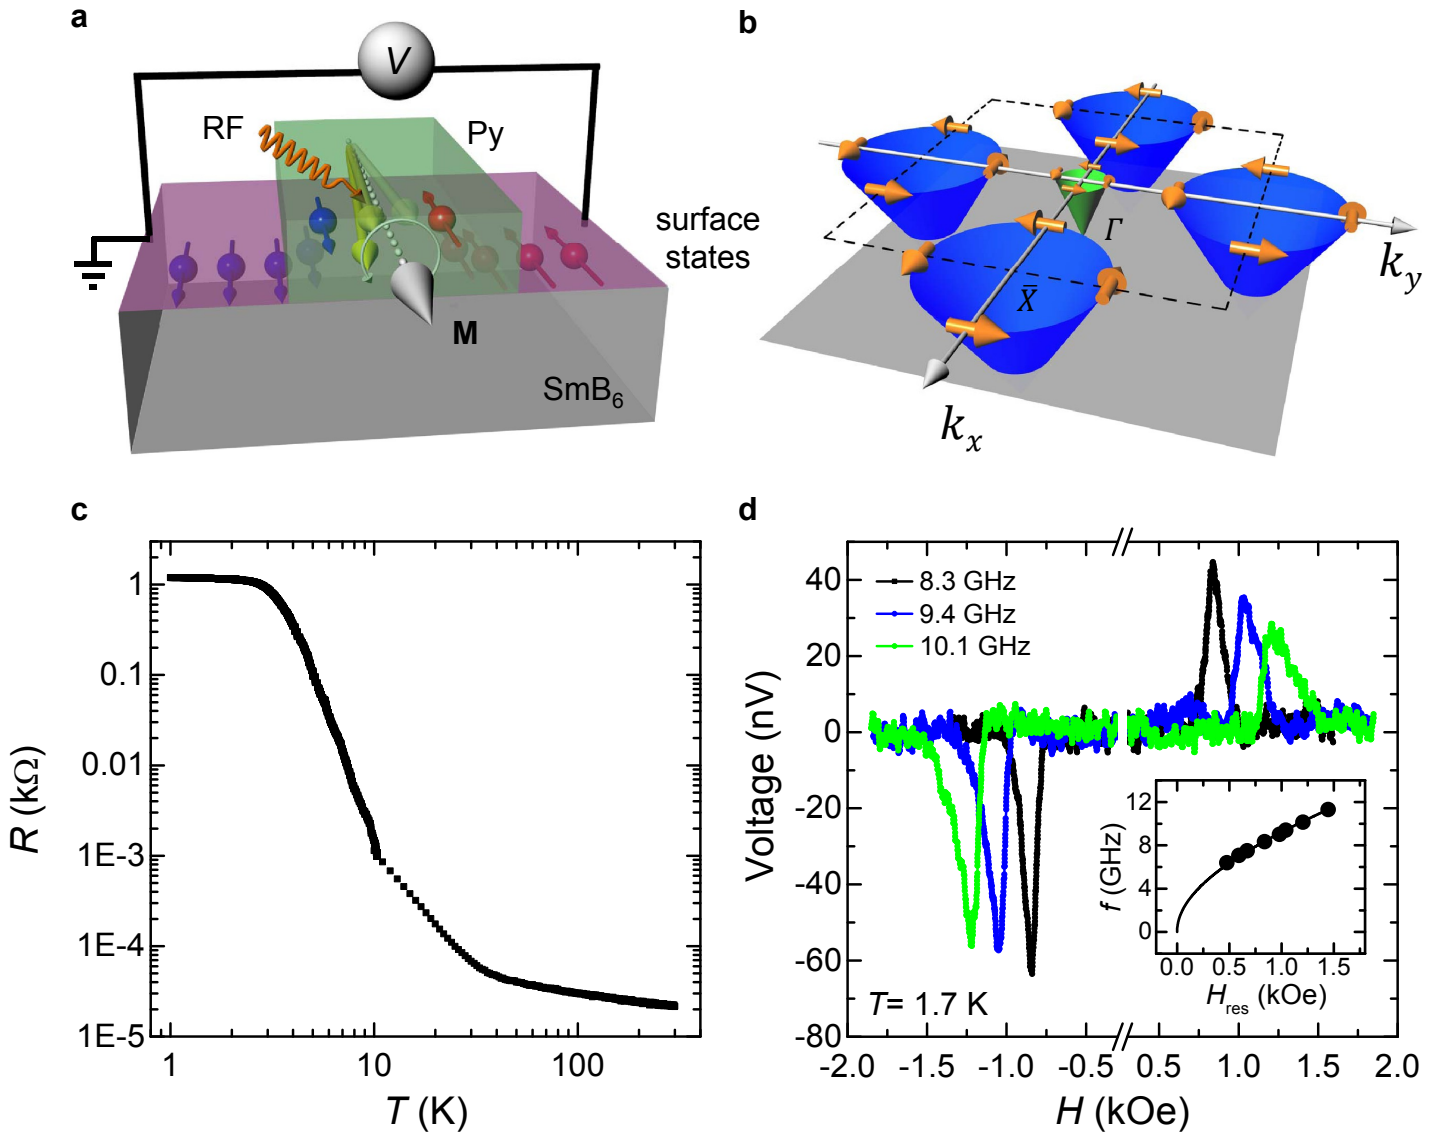 a
V
RF
Py
surface
states
M
SmB₆
b
Γ
X̄
k_y
k_x
c
1
0.1
0.01
1E-3
1E-4
1E-5
R (kΩ)
1
10
100
T (K)
d
8.3 GHz
9.4 GHz
10.1 GHz
40
20
0
-20
-40
-60
-80
Voltage (nV)
T= 1.7 K
-2.0
-1.5
-1.0
-0.5
0.5
1.0
1.5
2.0
H (kOe)
12
8
4
0
f (GHz)
0.0
0.5
1.0
1.5
H_res (kOe)